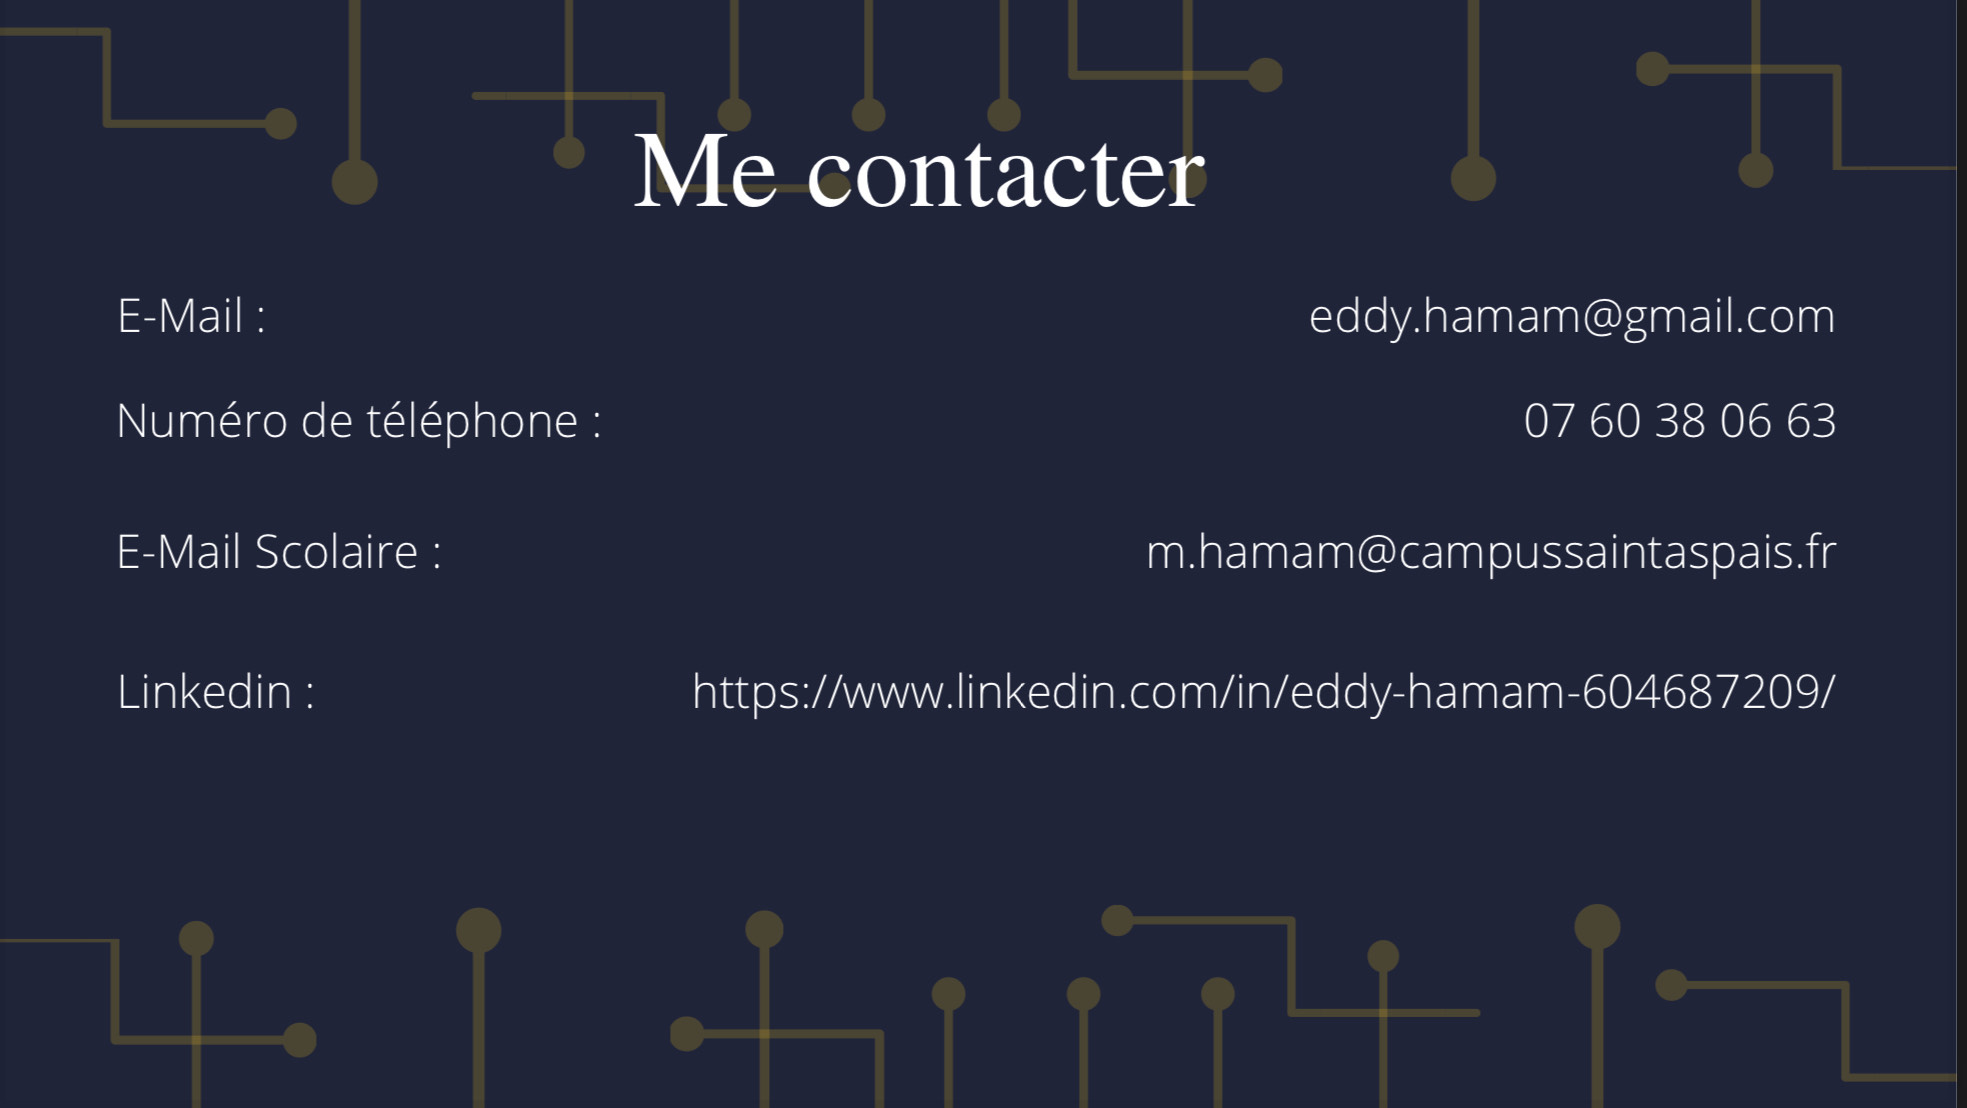 Me contacter
E-Mail : eddy.hamam@gmail.com
Numéro de téléphone : 07 60 38 06 63
E-Mail Scolaire : m.hamam@campussaintaspais.fr
Linkedin : https://www.linkedin.com/in/eddy-hamam-604687209/